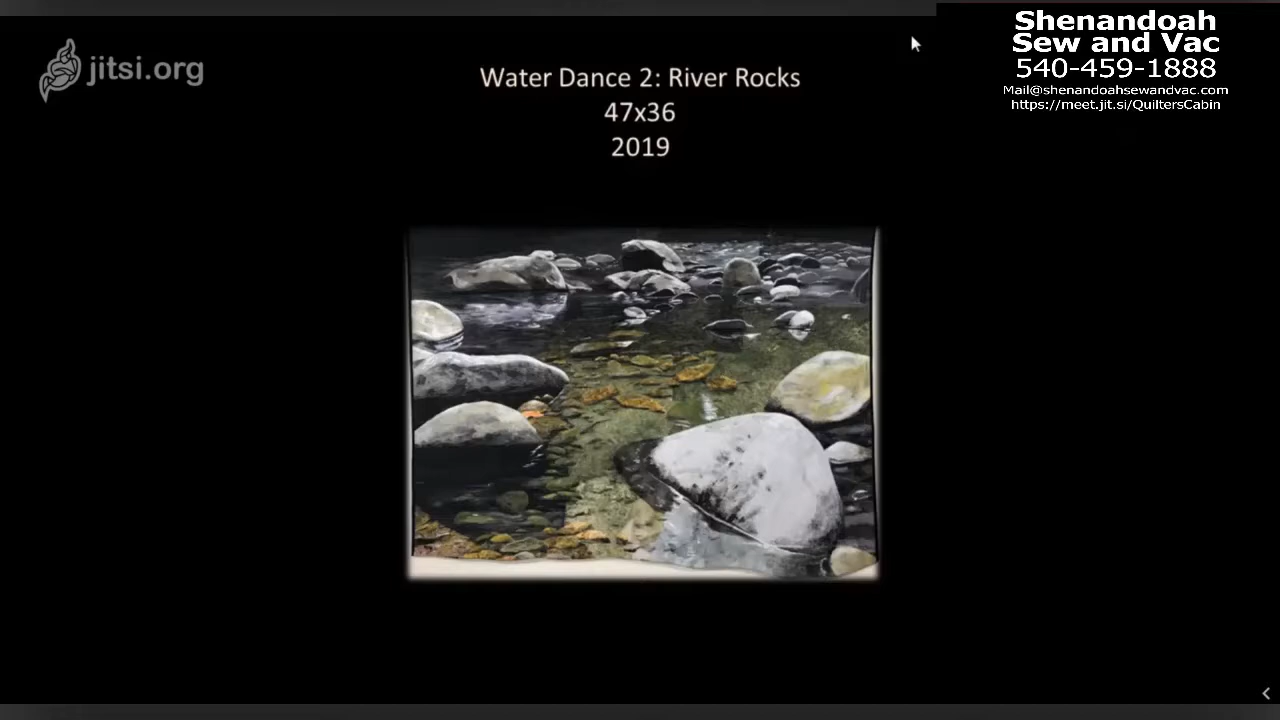 jitsi.org
Water Dance 2: River Rocks
47x36
2019
Shenandoah
Sew and Vac
540-459-1888
Mail@shenandoahsewandvac.com
https://meet.jit.si/QuiltersCabin